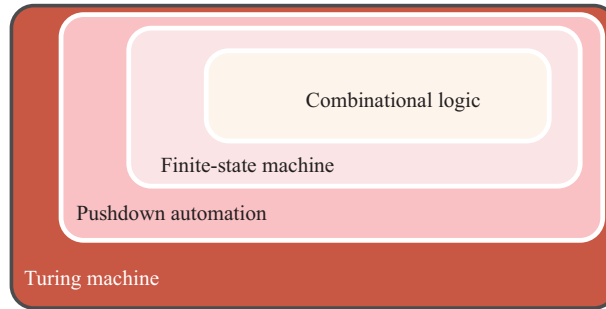 Combinational logic
Finite-state machine
Pushdown automation
Turing machine